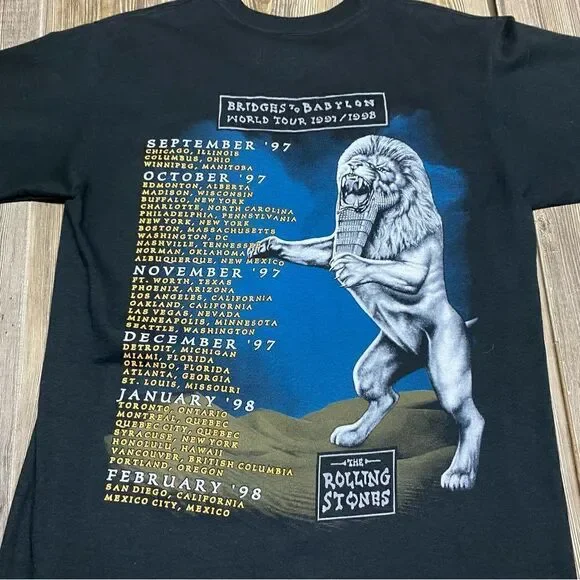 BRIDGES TO BABYLON
WORLD TOUR 1997/1998
SEPTEMBER '97
CHICAGO, ILLINOIS
COLUMBUS, OHIO
WINNIPEG, MANITOBA
OCTOBER '97
EDMONTON, ALBERTA
MADISON, WISCONSIN
BUFFALO, NEW YORK
CHARLOTTE, NORTH CAROLINA
PHILADELPHIA, PENNSYLVANIA
NEW YORK, NEW YORK
BOSTON, MASSACHUSETTS
WASHINGTON, DC
NASHVILLE, TENNESSEE
NORMAN, OKLAHOMA
ALBUQUERQUE, NEW MEXICO
NOVEMBER '97
FT. WORTH, TEXAS
PHOENIX, ARIZONA
LOS ANGELES, CALIFORNIA
OAKLAND, CALIFORNIA
LAS VEGAS, NEVADA
MINNEAPOLIS, MINNESOTA
SEATTLE, WASHINGTON
DECEMBER '97
DETROIT, MICHIGAN
MIAMI, FLORIDA
ORLANDO, FLORIDA
ATLANTA, GEORGIA
ST. LOUIS, MISSOURI
JANUARY '98
TORONTO, ONTARIO
MONTREAL, QUEBEC
QUEBEC CITY, QUEBEC
SYRACUSE, NEW YORK
HONOLULU, HAWAII
VANCOUVER, BRITISH COLUMBIA
PORTLAND, OREGON
FEBRUARY '98
SAN DIEGO, CALIFORNIA
MEXICO CITY, MEXICO
THE
ROLLING
STONES